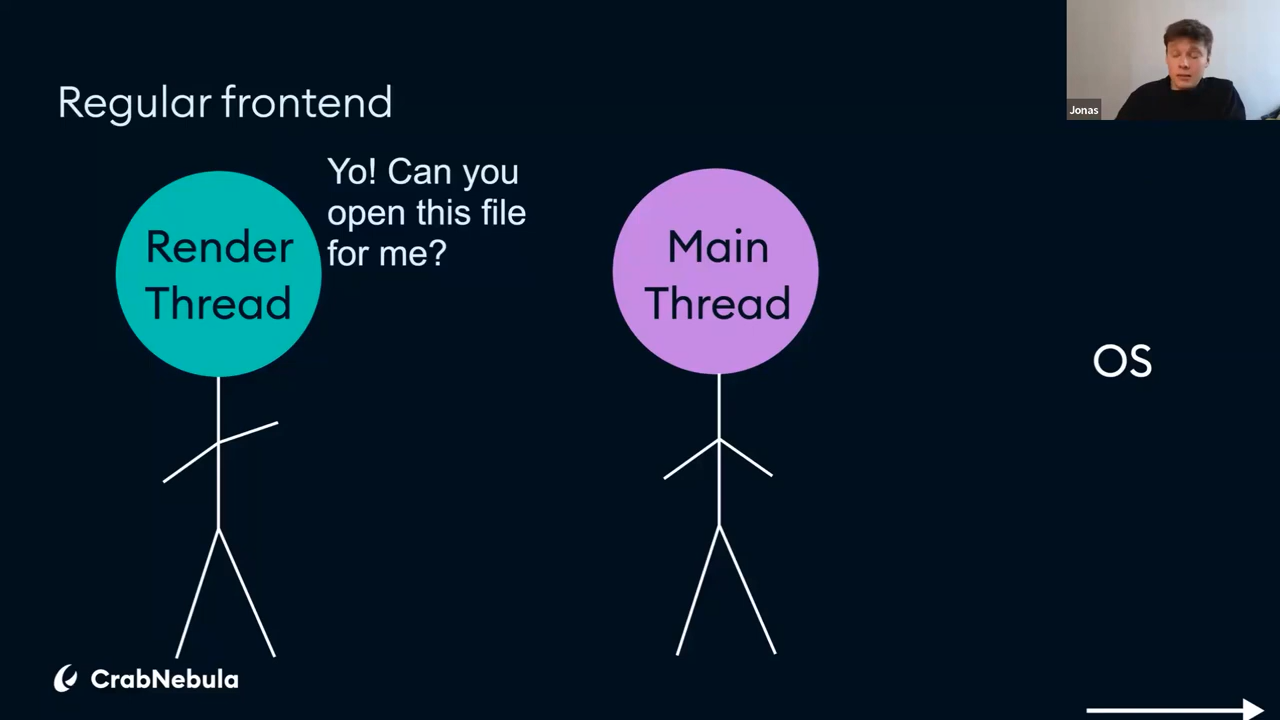 Regular frontend
Jonas
Yo! Can you
open this file
for me?
Render
Thread
Main
Thread
OS
CrabNebula